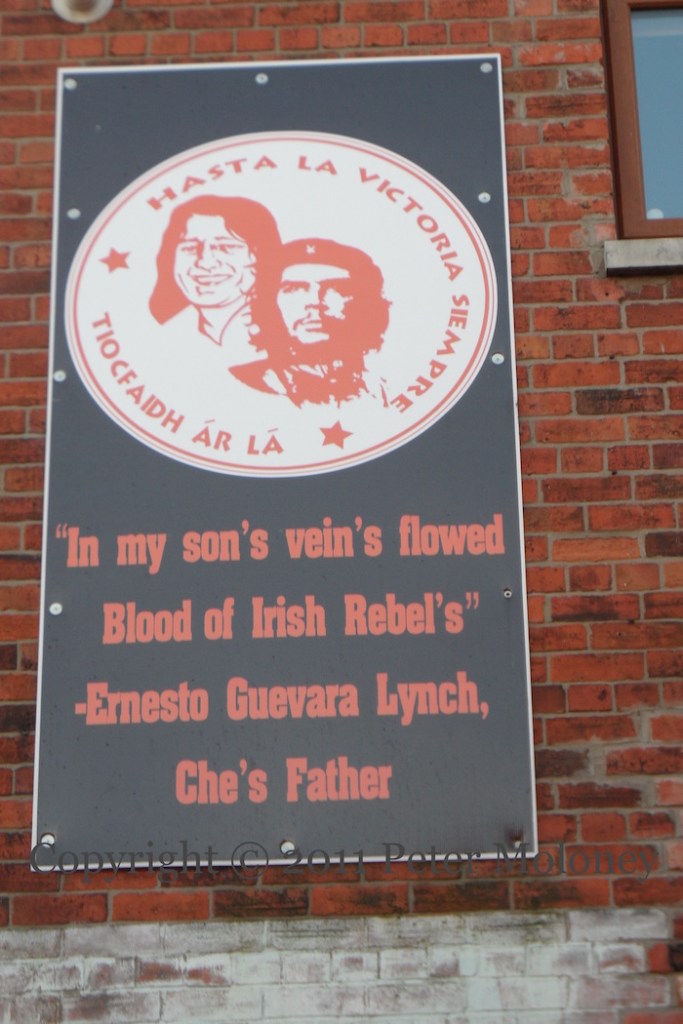 HASTA LA VICTORIA SIEMPRE
TIOCFAIDH ÁR LÁ
"In my son's vein's flowed
Blood of Irish Rebel's"
-Ernesto Guevara Lynch,
Che's Father
Copyright © 2011 Peter Moloney